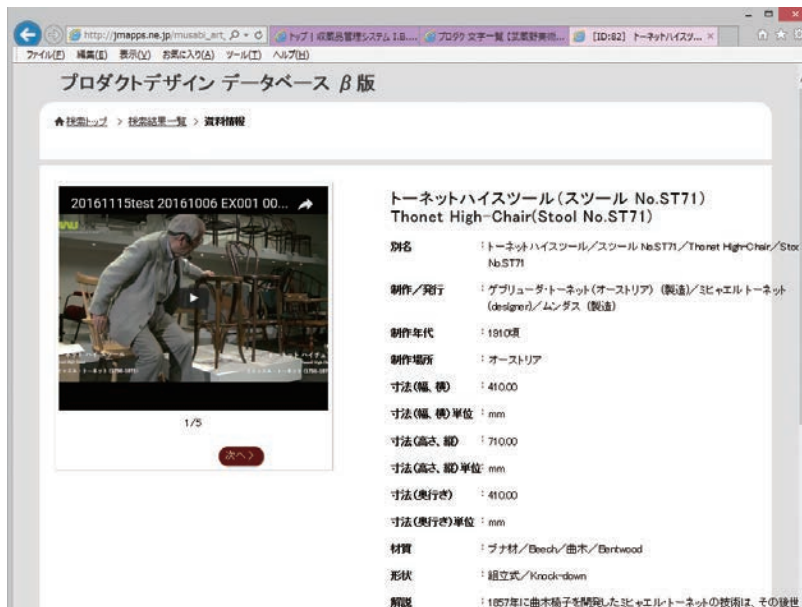 http://jmapps.ne.jp/musabi_art_
トップ | 収蔵品管理システム I.B....
プロダク 文字一覧【武蔵野美術...
[ID:82] トーネットハイスツ...
ファイル(F) 編集(E) 表示(V) お気に入り(A) ツール(T) ヘルプ(H)
プロダクトデザイン データベース β版
検索トップ > 検索結果一覧 > 資料情報
20161115test 20161006 EX001 00...
1/5
次へ >
トーネットハイスツール(スツール No.ST71)
Thonet High-Chair(Stool No.ST71)
別名 : トーネットハイスツール/スツール No.ST71/Thonet High-Chair/Stoo
No.ST71
制作/発行 : ゲブリューダ・トーネット(オーストリア) (製造)/ミヒャエルトーネット
(designer)/ムンダス (製造)
制作年代 : 1910頃
制作場所 : オーストリア
寸法(幅、横) : 410.00
寸法(幅、横)単位 : mm
寸法(高さ、縦) : 710.00
寸法(高さ、縦)単位: mm
寸法(奥行き) : 410.00
寸法(奥行き)単位 : mm
材質 : ブナ材/Beech/曲木/Bentwood
形状 : 組立式/Knock-down
解説 : 1857年に曲木椅子を開発したミヒャエル・トーネットの技術は、その後世